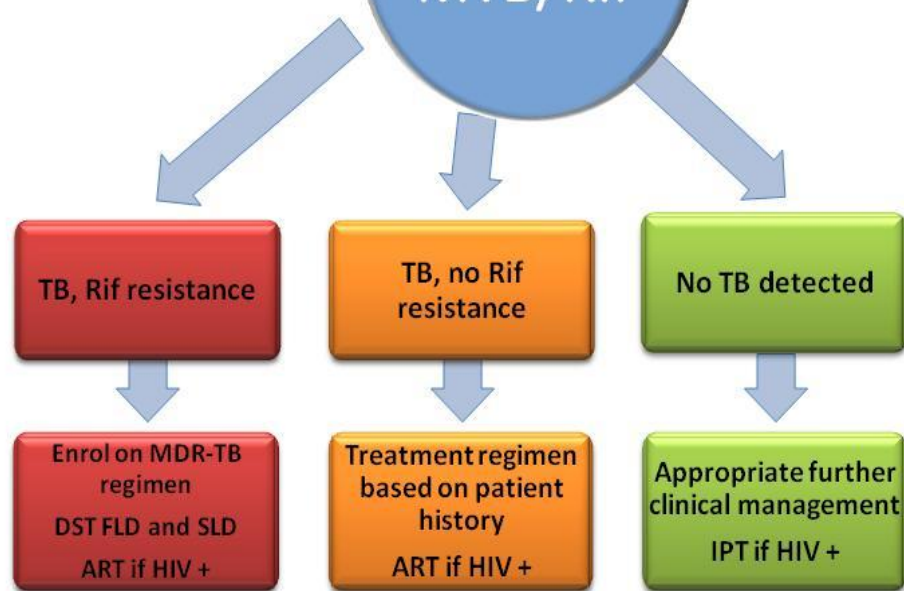 TB, Rif resistance
TB, no Rif
resistance
No TB detected
Enrol on MDR-TB
regimen
DST FLD and SLD
ART if HIV +
Treatment regimen
based on patient
history
ART if HIV +
Appropriate further
clinical management
IPT if HIV +